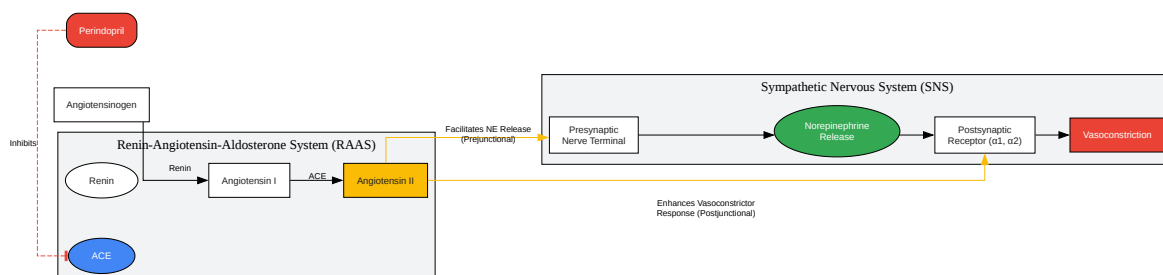 Perindopril
Sympathetic Nervous System (SNS)
Angiotensinogen
Facilitates NE Release
(Prejunctional)
Presynaptic
Nerve Terminal
Norepinephrine
Release
Postsynaptic
Receptor (α1, α2)
Vasoconstriction
Inhibits
Renin-Angiotensin-Aldosterone System (RAAS)
Renin
Renin
Angiotensin I
ACE
Angiotensin II
Enhances Vasoconstrictor
Response (Postjunctional)
ACE